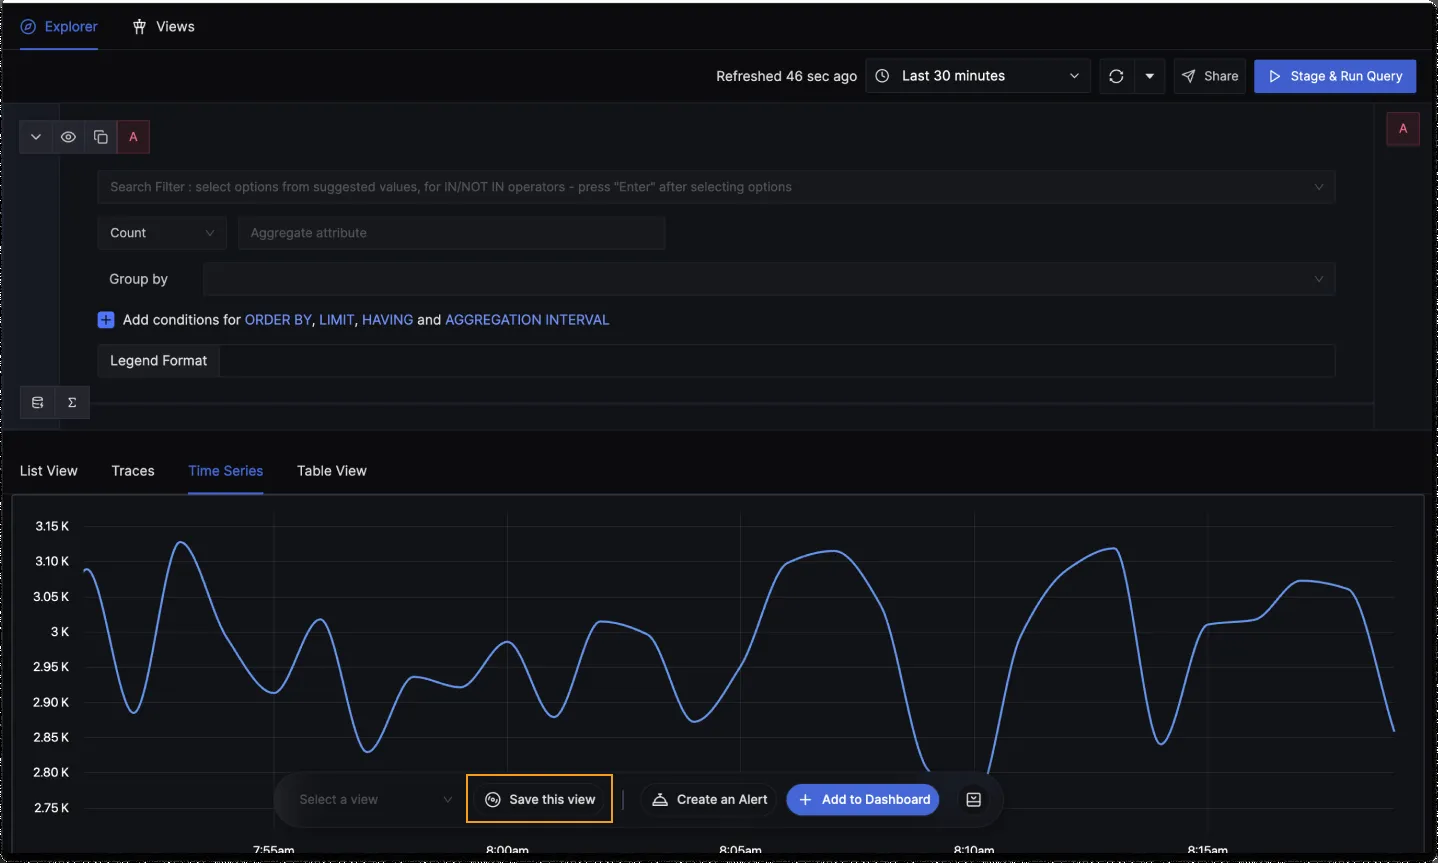 Explorer Views
Refreshed 46 sec ago Last 30 minutes Share Stage & Run Query
A A
Search Filter : select options from suggested values, for IN/NOT IN operators - press "Enter" after selecting options
Count Aggregate attribute
Group by
Add conditions for ORDER BY, LIMIT, HAVING and AGGREGATION INTERVAL
Legend Format
Σ
List View Traces Time Series Table View
3.15 K
3.10 K
3.05 K
3 K
2.95 K
2.90 K
2.85 K
2.80 K
2.75 K
Select a view Save this view Create an Alert + Add to Dashboard
7:55am 8:00am 8:05am 8:10am 8:15am